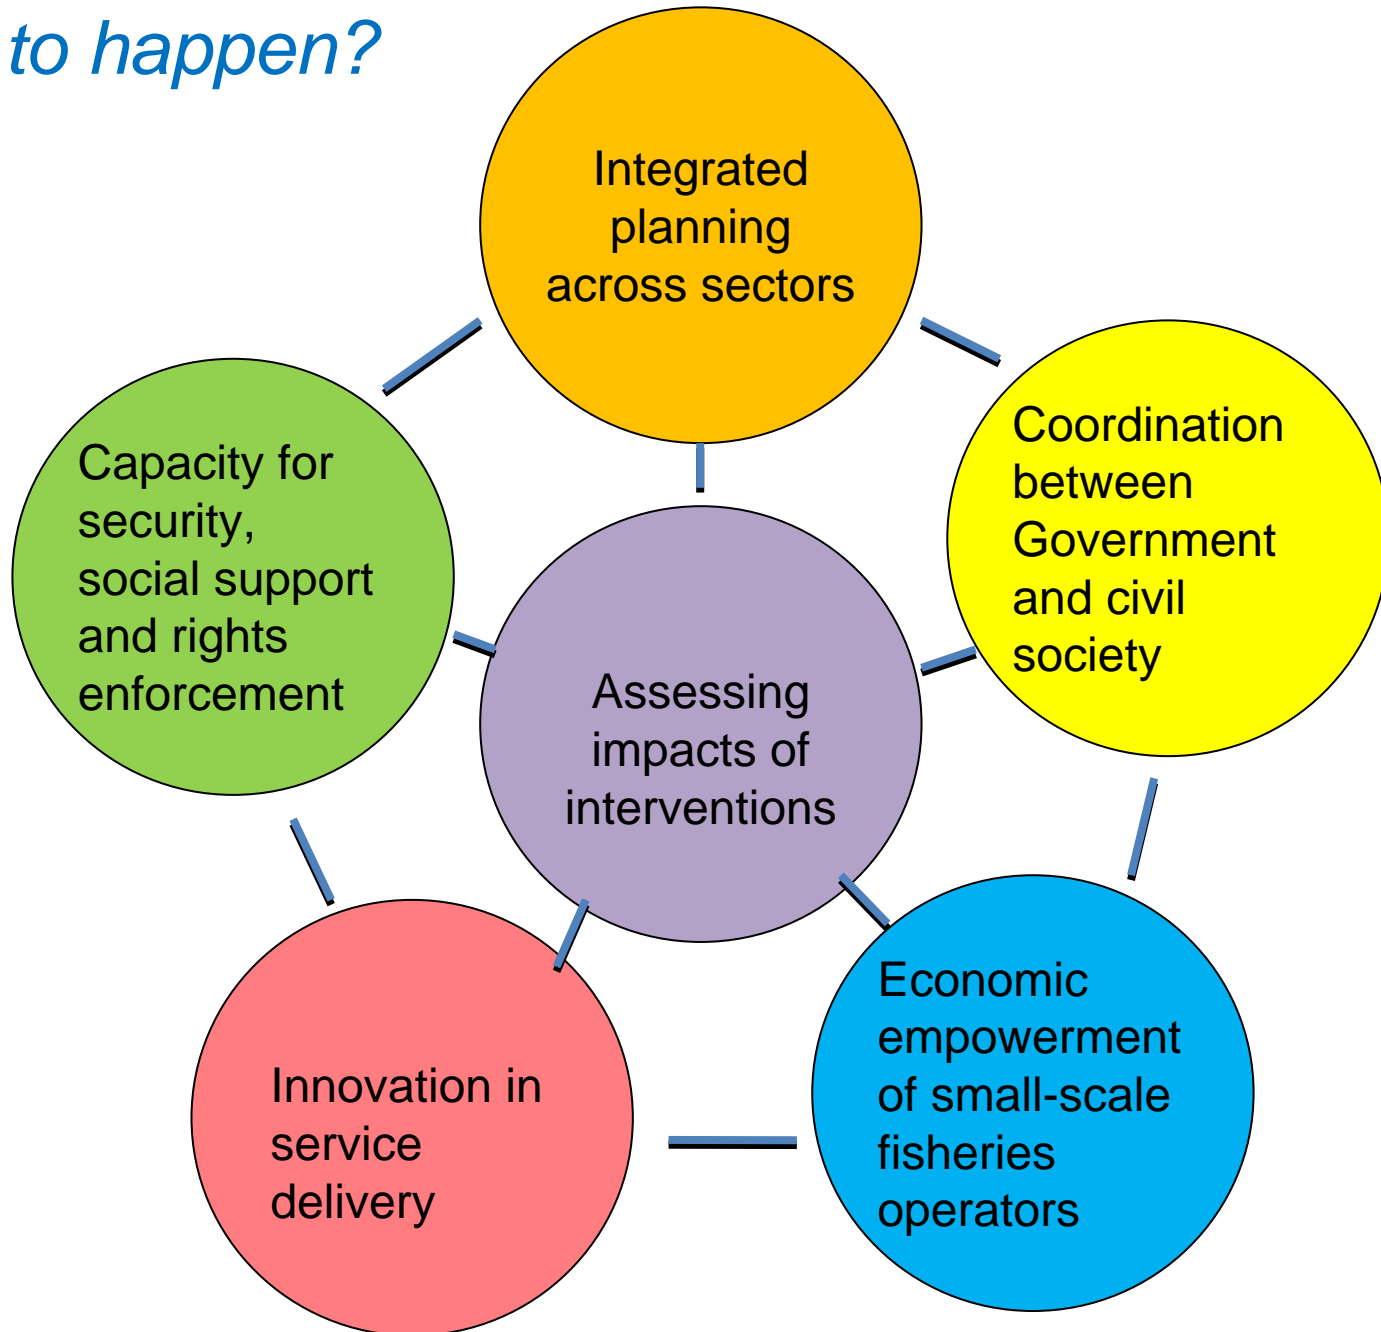 to happen?
Integrated
planning
across sectors
Coordination
between
Government
and civil
society
Capacity for
security,
social support
and rights
enforcement
Assessing
impacts of
interventions
Economic
empowerment
of small-scale
fisheries
operators
Innovation in
service
delivery